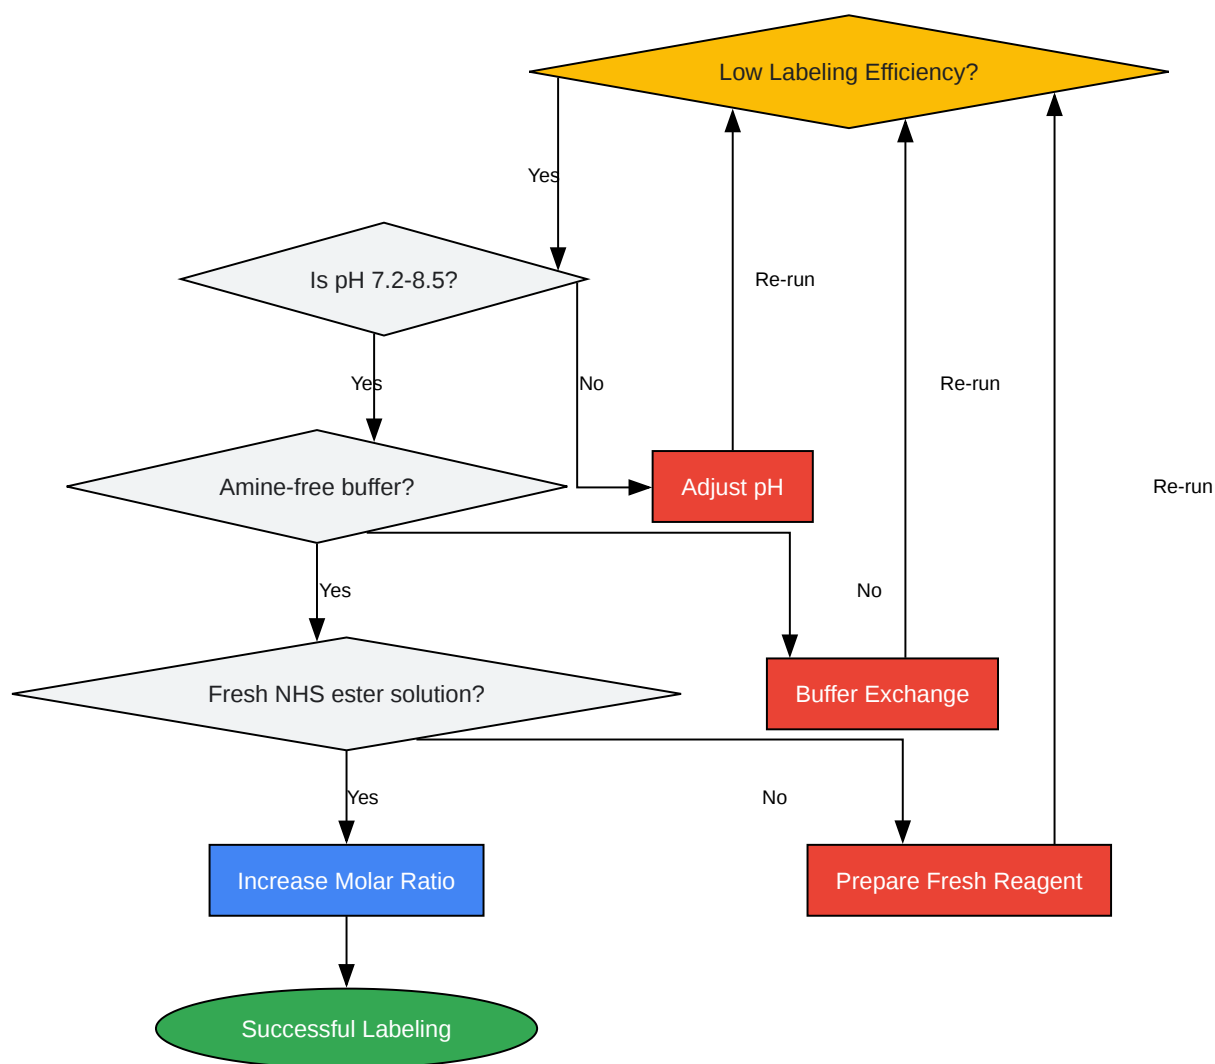 Low Labeling Efficiency?
Yes
Is pH 7.2-8.5?
Re-run
Yes
No
Re-run
Amine-free buffer?
Adjust pH
Re-run
Yes
No
Fresh NHS ester solution?
Buffer Exchange
Yes
No
Increase Molar Ratio
Prepare Fresh Reagent
Successful Labeling